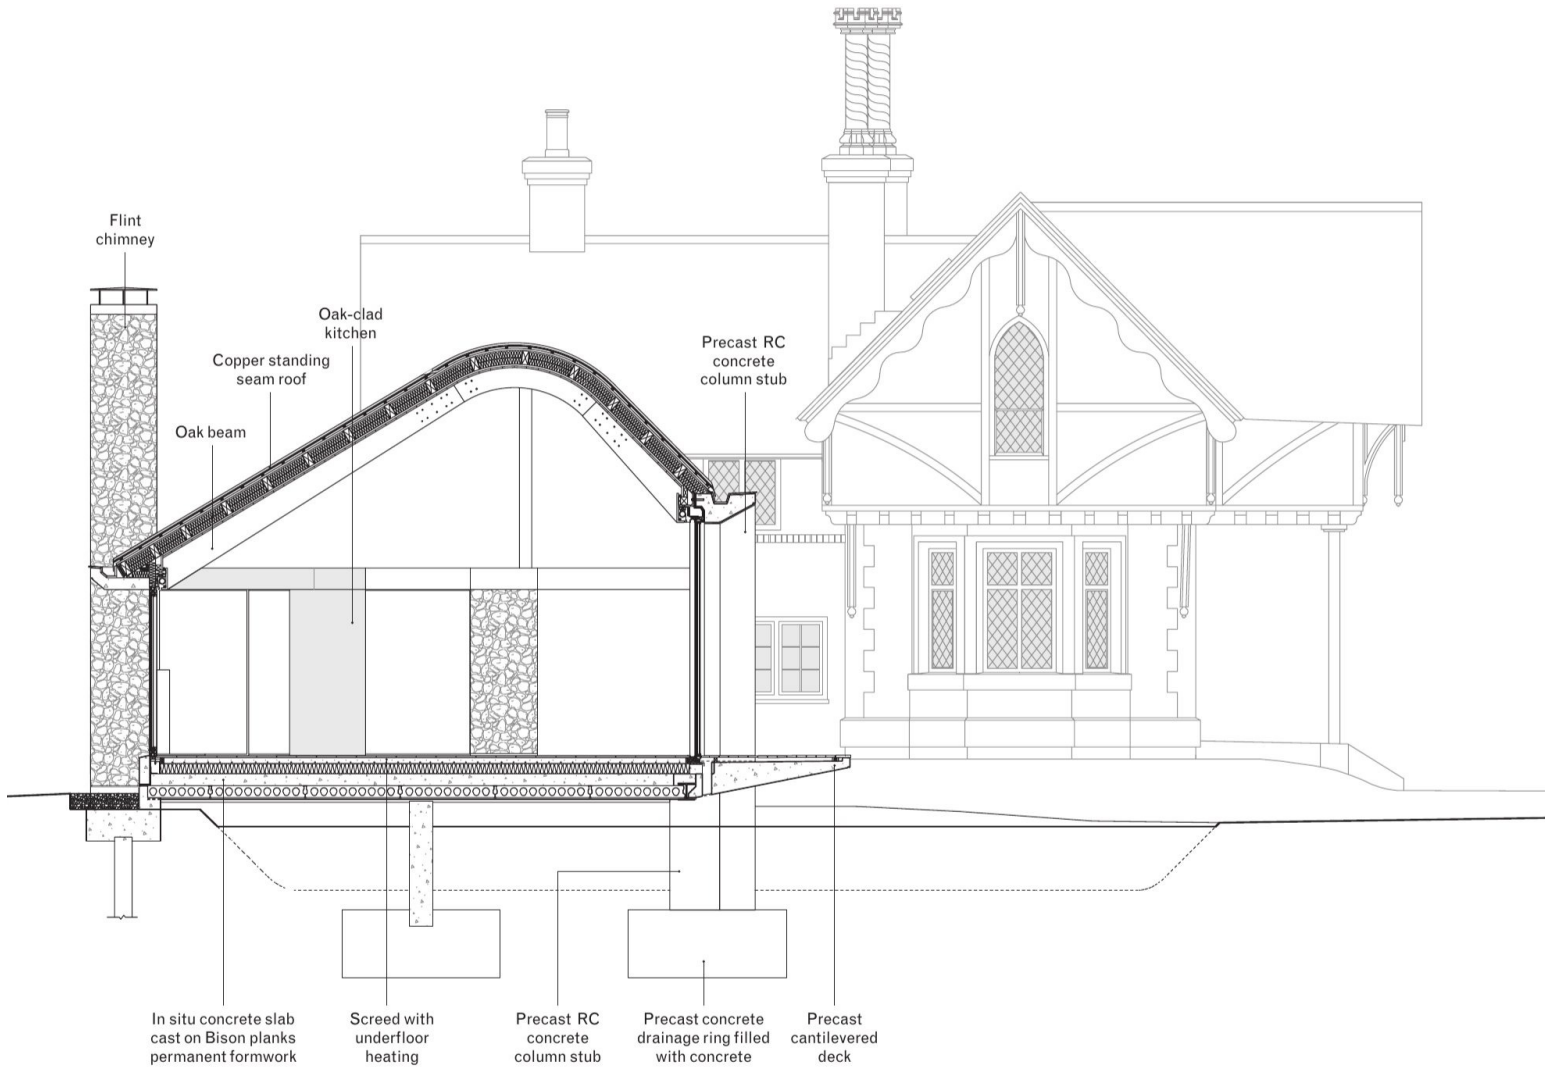 Flint
chimney
Oak-clad
kitchen
Copper standing
seam roof
Precast RC
concrete
column stub
Oak beam
In situ concrete slab
cast on Bison planks
permanent formwork
Screed with
underfloor
heating
Precast RC
concrete
column stub
Precast concrete
drainage ring filled
with concrete
Precast
cantilevered
deck